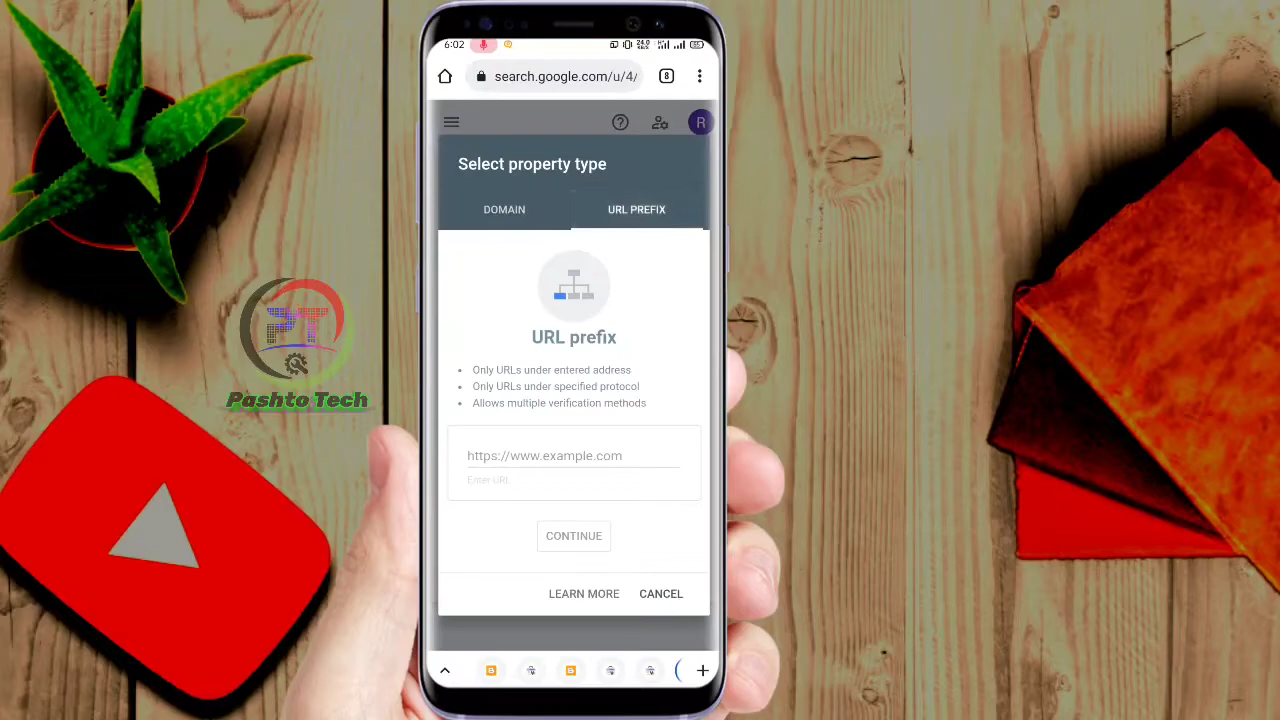 6:02
search.google.com/u/4/
8
R
Select property type
DOMAIN
URL PREFIX
URL prefix
Only URLs under entered address
Only URLs under specified protocol
Allows multiple verification methods
https://www.example.com
Enter URL
CONTINUE
LEARN MORE
CANCEL
PT
Pashto Tech